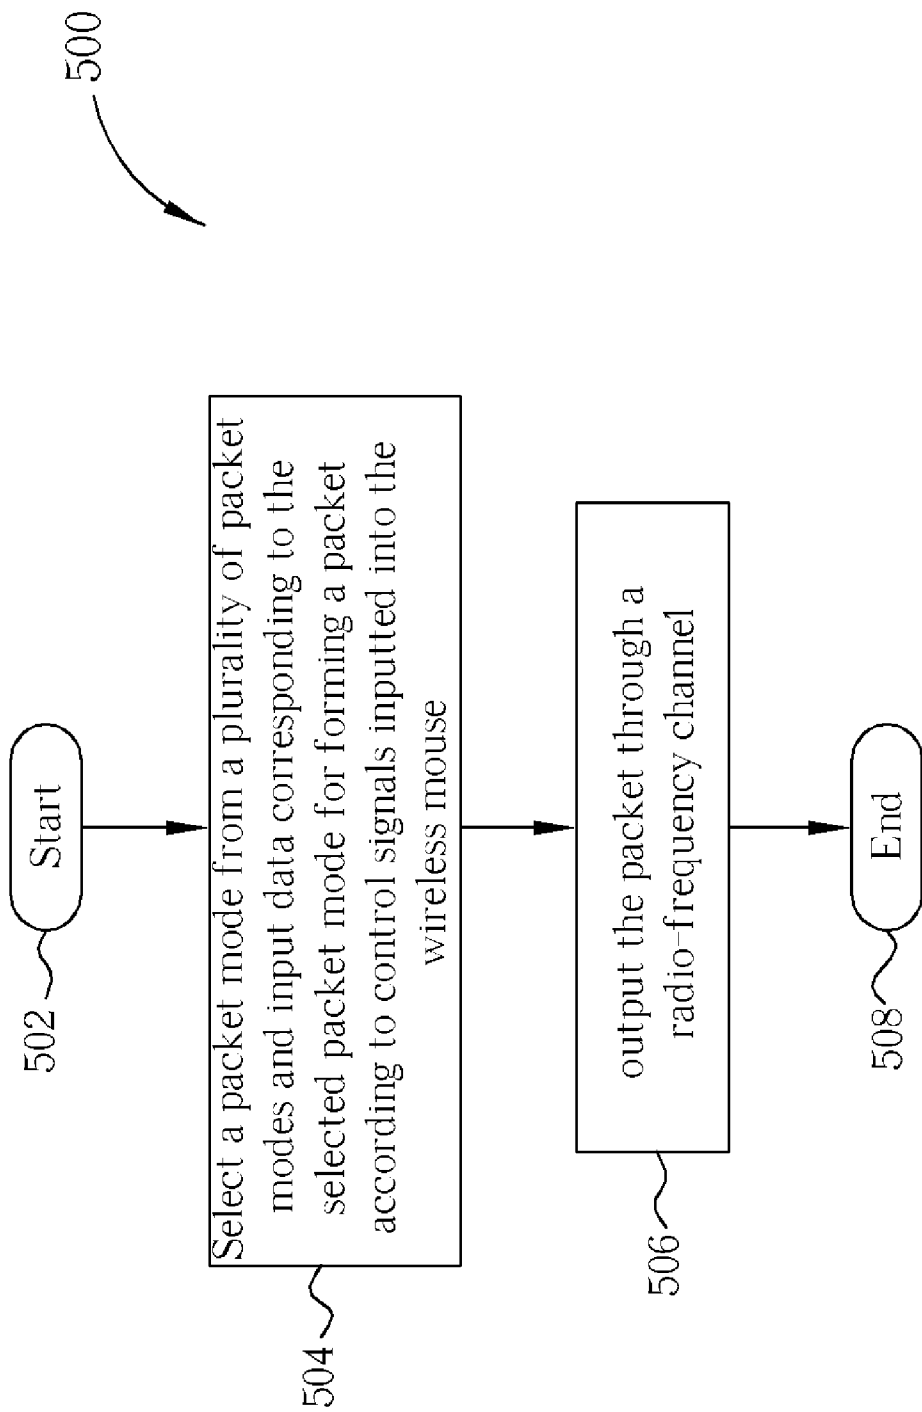 500
502
Start
504
Select a packet mode from a plurality of packet
modes and input data corresponding to the
selected packet mode for forming a packet
according to control signals inputted into the
wireless mouse
506
output the packet through a
radio-frequency channel
508
End